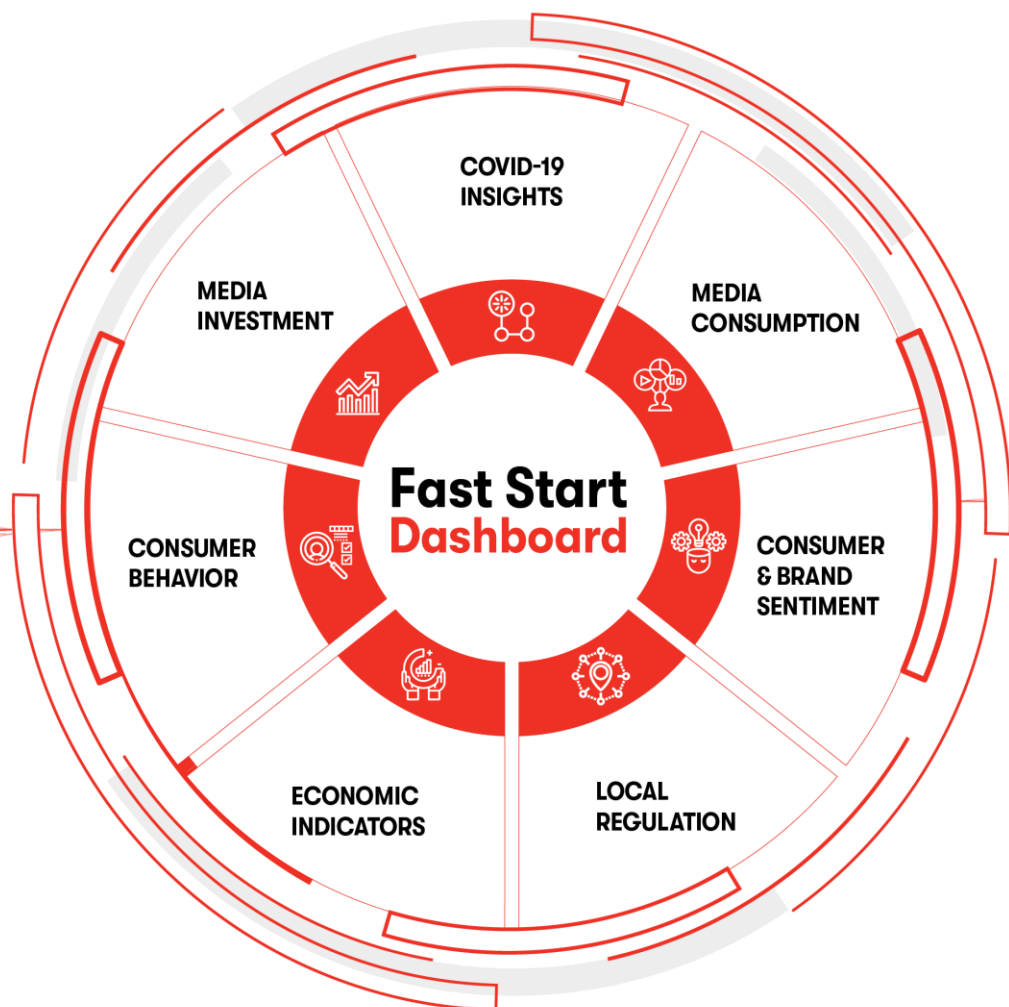 COVID-19
INSIGHTS
MEDIA
CONSUMPTION
CONSUMER
& BRAND
SENTIMENT
LOCAL
REGULATION
ECONOMIC
INDICATORS
CONSUMER
BEHAVIOR
MEDIA
INVESTMENT
Fast Start
Dashboard